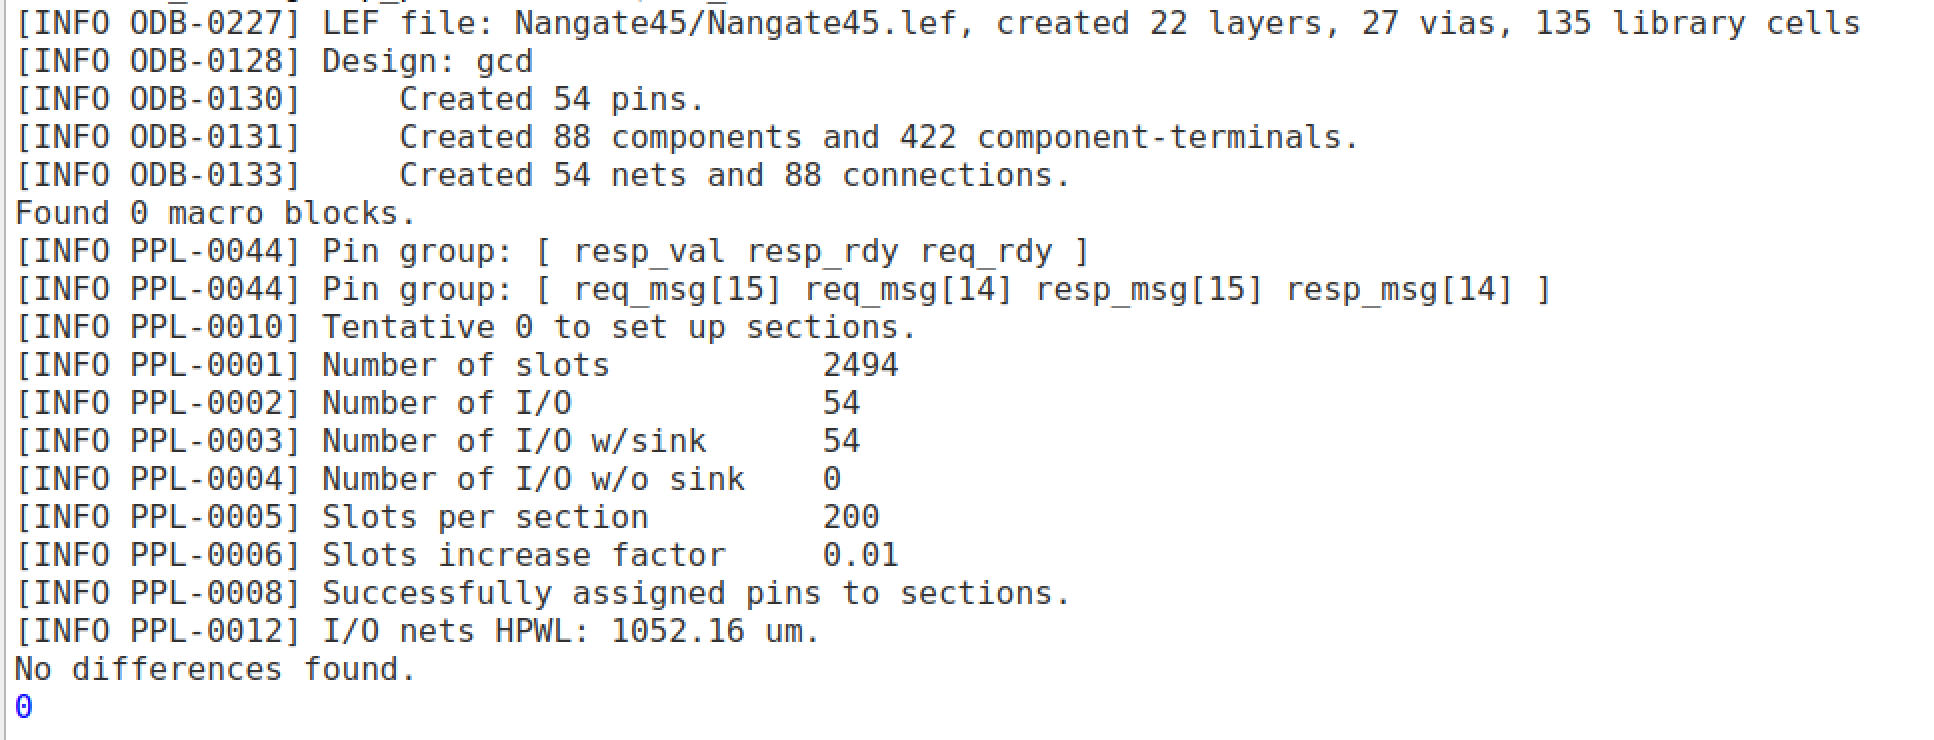 [INFO ODB-0227] LEF file: Nangate45/Nangate45.lef, created 22 layers, 27 vias, 135 library cells
[INFO ODB-0128] Design: gcd
[INFO ODB-0130]     Created 54 pins.
[INFO ODB-0131]     Created 88 components and 422 component-terminals.
[INFO ODB-0133]     Created 54 nets and 88 connections.
Found 0 macro blocks.
[INFO PPL-0044] Pin group: [ resp_val resp_rdy req_rdy ]
[INFO PPL-0044] Pin group: [ req_msg[15] req_msg[14] resp_msg[15] resp_msg[14] ]
[INFO PPL-0010] Tentative 0 to set up sections.
[INFO PPL-0001] Number of slots           2494
[INFO PPL-0002] Number of I/O             54
[INFO PPL-0003] Number of I/O w/sink      54
[INFO PPL-0004] Number of I/O w/o sink    0
[INFO PPL-0005] Slots per section         200
[INFO PPL-0006] Slots increase factor     0.01
[INFO PPL-0008] Successfully assigned pins to sections.
[INFO PPL-0012] I/O nets HPWL: 1052.16 um.
No differences found.
0